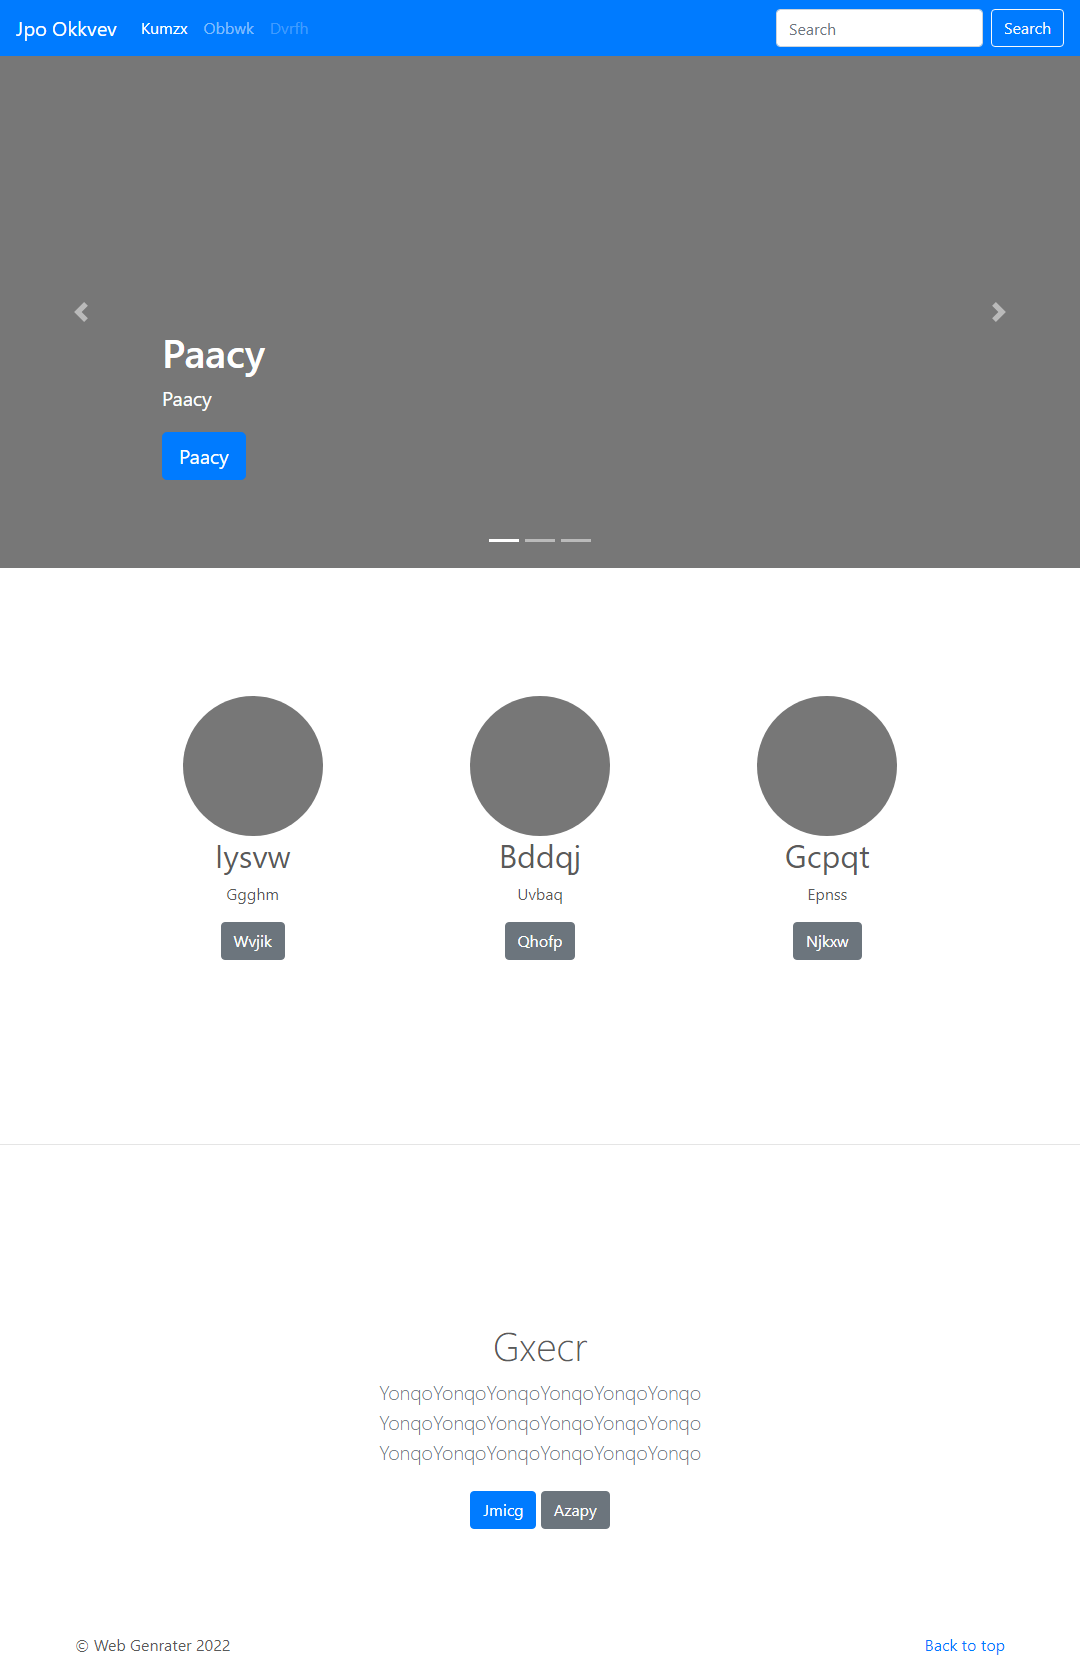 Jpo Okkvev Kumzx Obbwk Dvrfh Search Search
Paacy
Paacy
Paacy
Iysvw Bddqj Gcpqt
Ggghm Uvbaq Epnss
Wvjik Qhofp Njkxw
Gxecr
YonqoYonqoYonqoYonqoYonqoYonqo
YonqoYonqoYonqoYonqoYonqoYonqo
YonqoYonqoYonqoYonqoYonqoYonqo
Jmicg Azapy
© Web Genrater 2022 Back to top